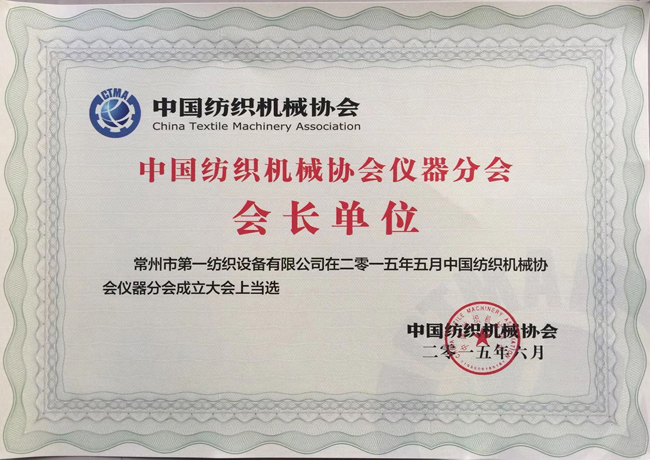 CTMA
中国纺织机械协会
China Textile Machinery Association
中国纺织机械协会仪器分会
会长单位
常州市第一纺织设备有限公司在二零一五年五月中国纺织机械协
会仪器分会成立大会上当选
中国纺织机械协会
二〇一五年六月